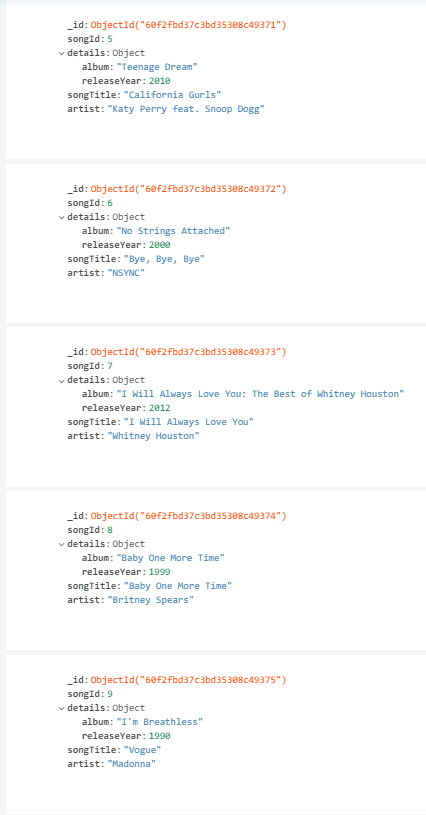 _id: ObjectId("60f2fbd37c3bd35308c49371")
songId: 5
details: Object
album: "Teenage Dream"
releaseYear: 2010
songTitle: "California Gurls"
artist: "Katy Perry feat. Snoop Dogg"
_id: ObjectId("60f2fbd37c3bd35308c49372")
songId: 6
details: Object
album: "No Strings Attached"
releaseYear: 2000
songTitle: "Bye, Bye, Bye"
artist: "NSYNC"
_id: ObjectId("60f2fbd37c3bd35308c49373")
songId: 7
details: Object
album: "I Will Always Love You: The Best of Whitney Houston"
releaseYear: 2012
songTitle: "I Will Always Love You"
artist: "Whitney Houston"
_id: ObjectId("60f2fbd37c3bd35308c49374")
songId: 8
details: Object
album: "Baby One More Time"
releaseYear: 1999
songTitle: "Baby One More Time"
artist: "Britney Spears"
_id: ObjectId("60f2fbd37c3bd35308c49375")
songId: 9
details: Object
album: "I'm Breathless"
releaseYear: 1990
songTitle: "Vogue"
artist: "Madonna"